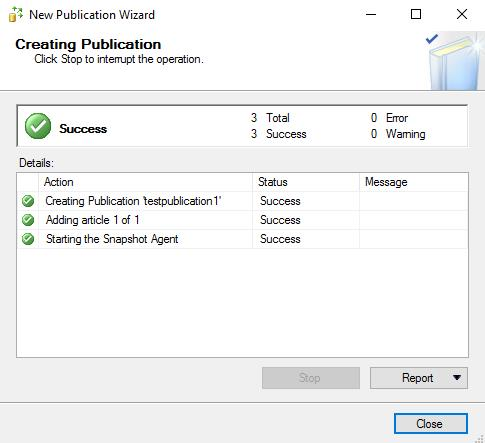 New Publication Wizard
Creating Publication
Click Stop to interrupt the operation.
Success
3 Total
0 Error
3 Success
0 Warning
Details:
Action Status Message
Creating Publication 'testpublication1' Success
Adding article 1 of 1 Success
Starting the Snapshot Agent Success
Stop
Report
Close